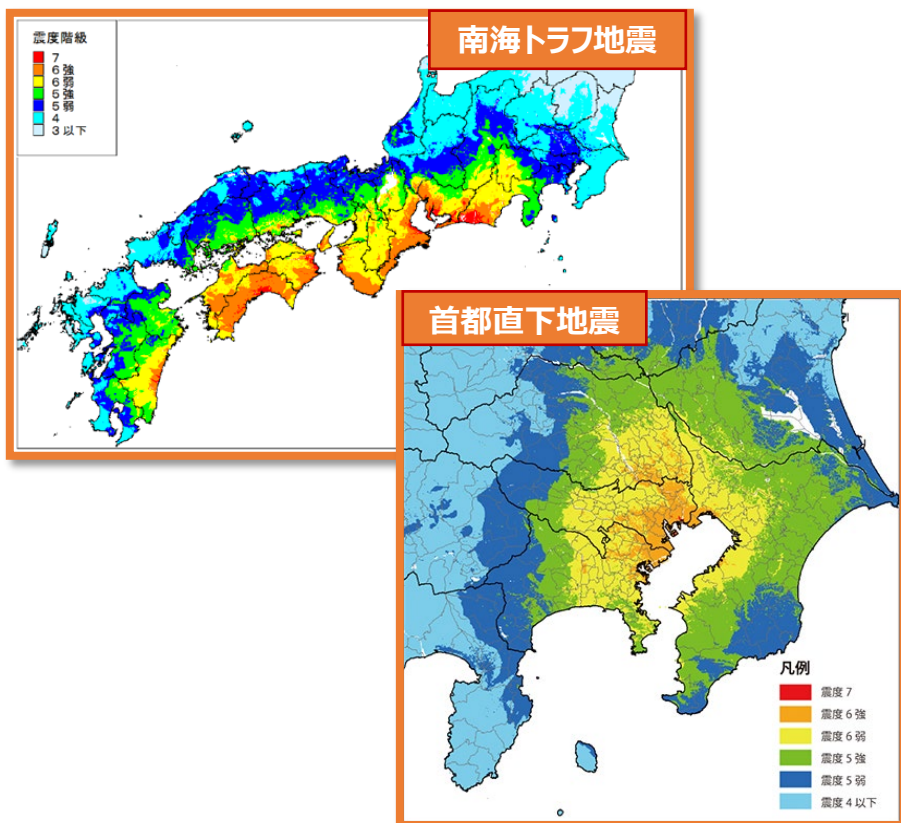 南海トラフ地震
震度階級
7
6強
6弱
5強
5弱
4
3以下
首都直下地震
凡例
震度7
震度6強
震度6弱
震度5強
震度5弱
震度4以下